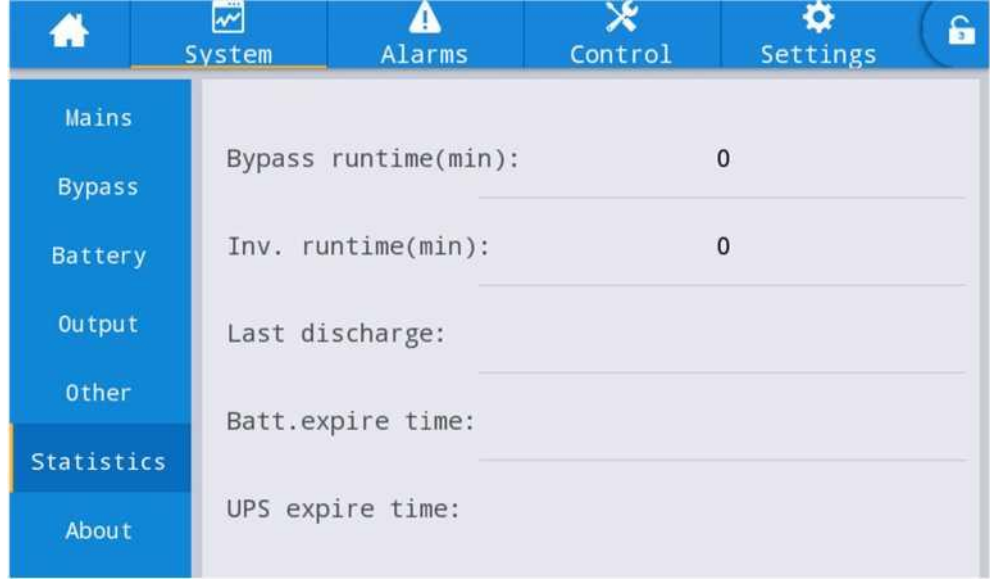 System Alarms Control Settings
Mains
Bypass
Battery
Output
Other
Statistics
About
Bypass runtime(min): 0
Inv. runtime(min): 0
Last discharge:
Batt.expire time:
UPS expire time: